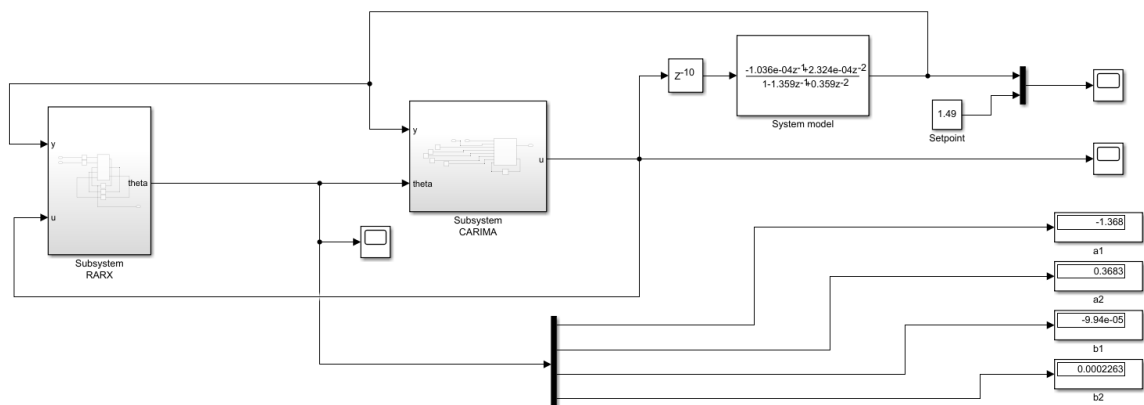 y
u
theta
Subsystem
RARX
y
theta
u
Subsystem
CARIMA
Z-10
-1.036e-04z-1+2.324e-04z-2
1-1.359z-1+0.359z-2
System model
1.49
Setpoint
-1.368
a1
0.3683
a2
-9.94e-05
b1
0.0002263
b2